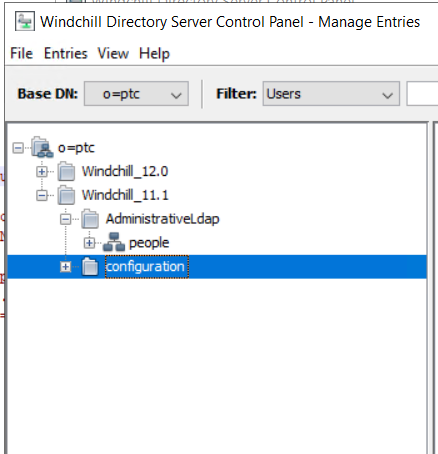 Windchill Directory Server Control Panel - Manage Entries
File Entries View Help
Base DN: o=ptc Filter: Users
o=ptc
Windchill_12.0
Windchill_11.1
AdministrativeLdap
people
configuration